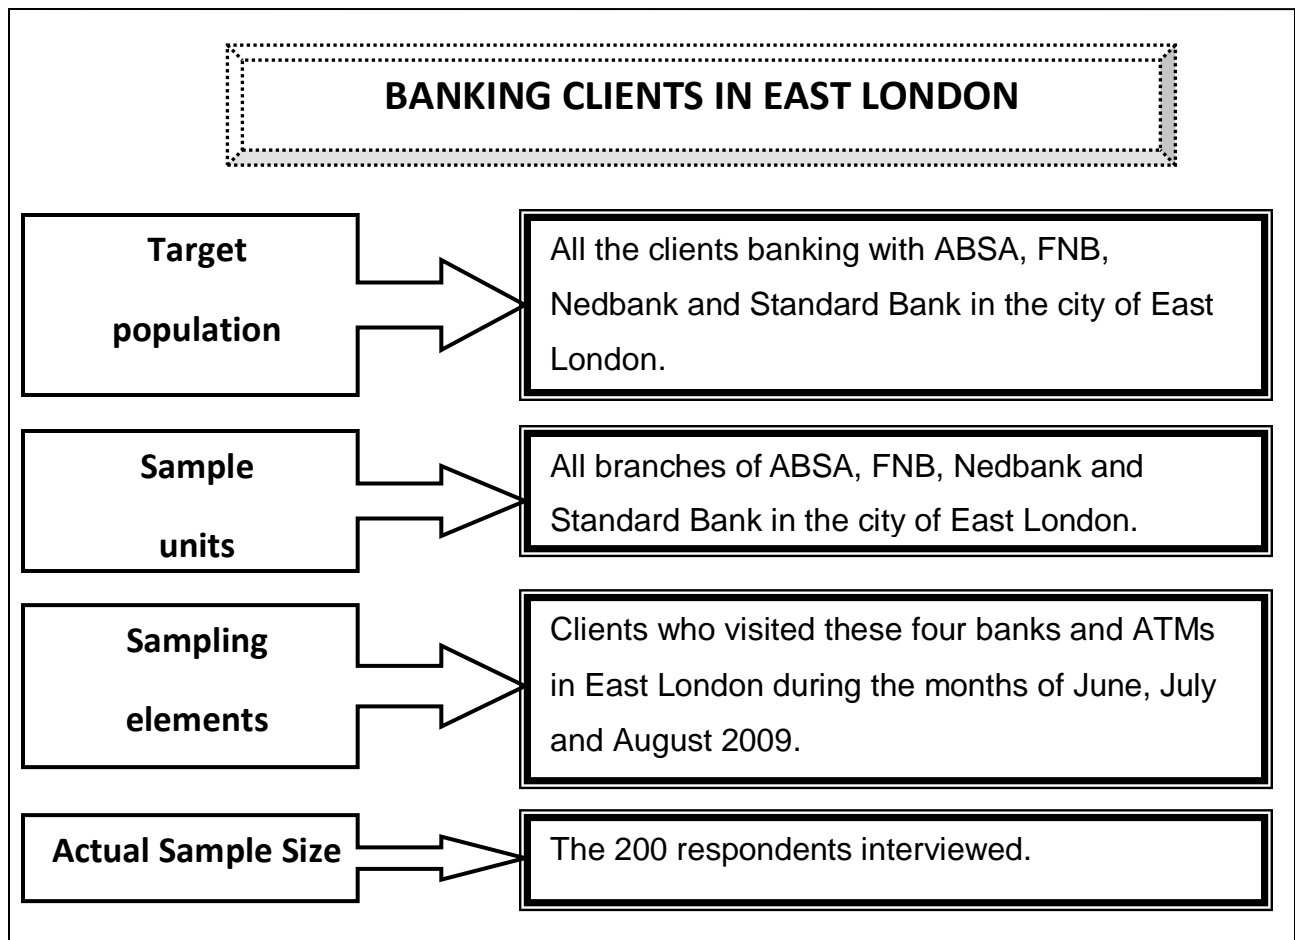 BANKING CLIENTS IN EAST LONDON
Target
population
All the clients banking with ABSA, FNB,
Nedbank and Standard Bank in the city of East
London.
Sample
units
All branches of ABSA, FNB, Nedbank and
Standard Bank in the city of East London.
Sampling
elements
Clients who visited these four banks and ATMs
in East London during the months of June, July
and August 2009.
Actual Sample Size
The 200 respondents interviewed.